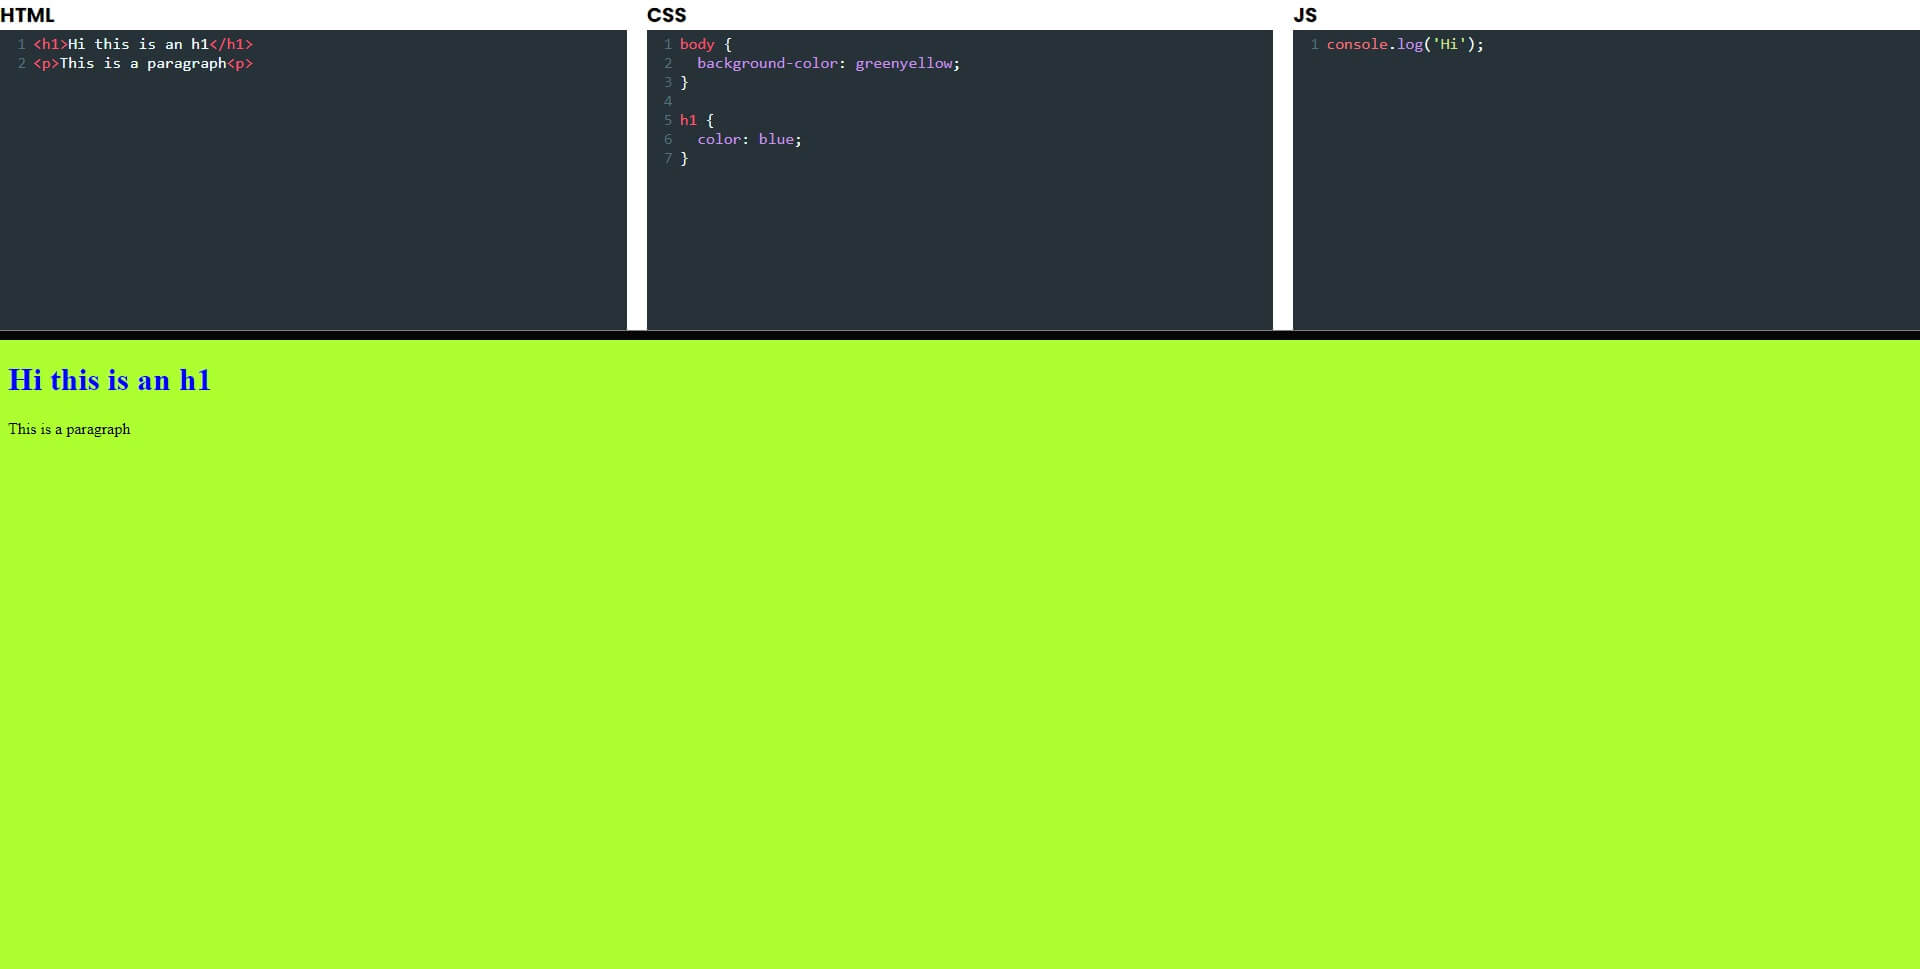 HTML
1 <h1>Hi this is an h1</h1>
2 <p>This is a paragraph<p>
CSS
1 body {
2   background-color: greenyellow;
3 }
4
5 h1 {
6   color: blue;
7 }
JS
1 console.log('Hi');
Hi this is an h1
This is a paragraph